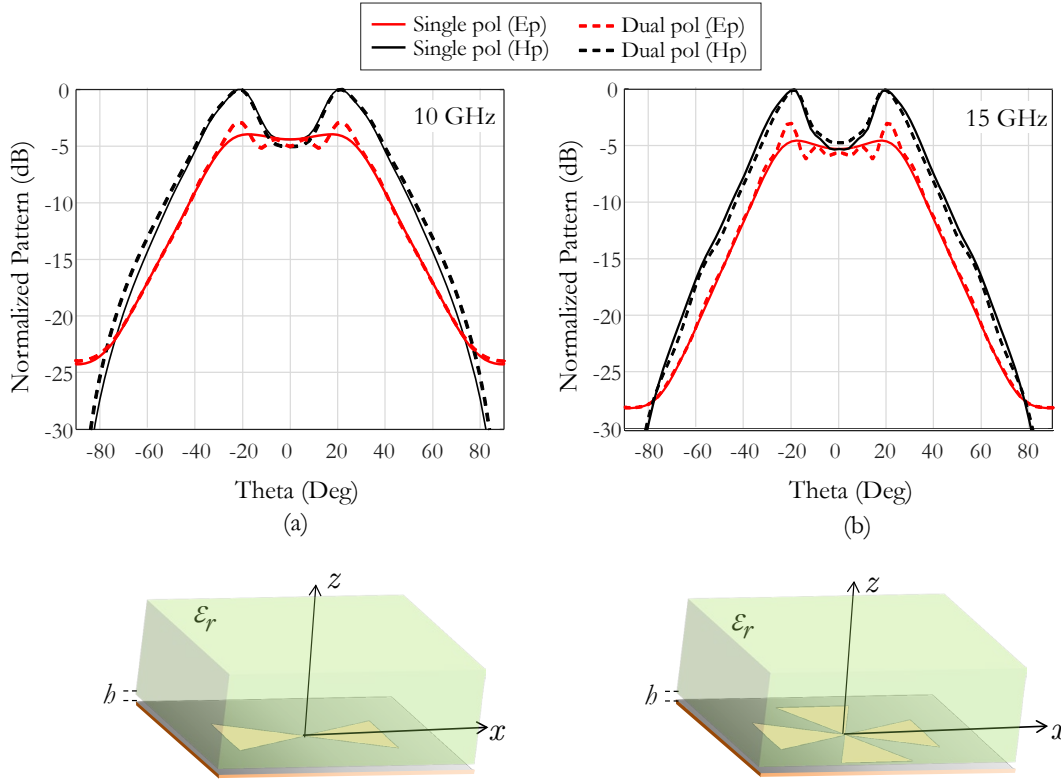 Single pol (Ep) Dual pol (Ep)
Single pol (Hp) Dual pol (Hp)
10 GHz
0
-5
-10
-15
-20
-25
-30
Normalized Pattern (dB)
-80 -60 -40 -20 0 20 40 60 80
Theta (Deg)
(a)
15 GHz
0
-5
-10
-15
-20
-25
-30
Normalized Pattern (dB)
-80 -60 -40 -20 0 20 40 60 80
Theta (Deg)
(b)
z
εr
h
x
z
εr
h
x